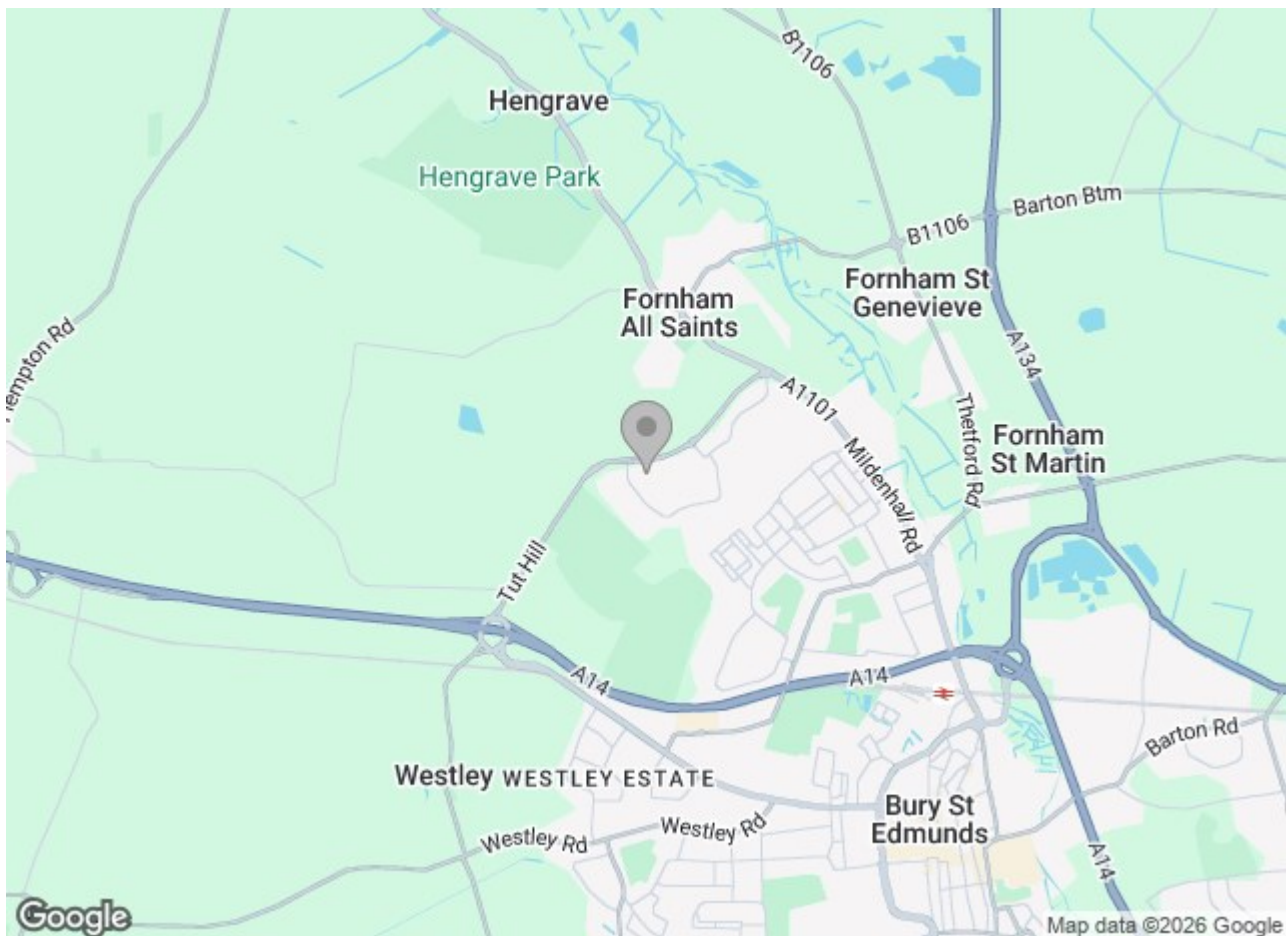 B1106
Hengrave
Hengrave Park
Barton Btm
B1106
Fornham St
Genevieve
Fornham
All Saints
A134
A1101
Thetford Rd
Fornham
St Martin
Mildenhall Rd
Tut Hill
A14
A14
Barton Rd
Westley
WESTLEY ESTATE
Westley Rd
Westley Rd
Bury St
Edmunds
A14
Google
Map data ©2026 Google